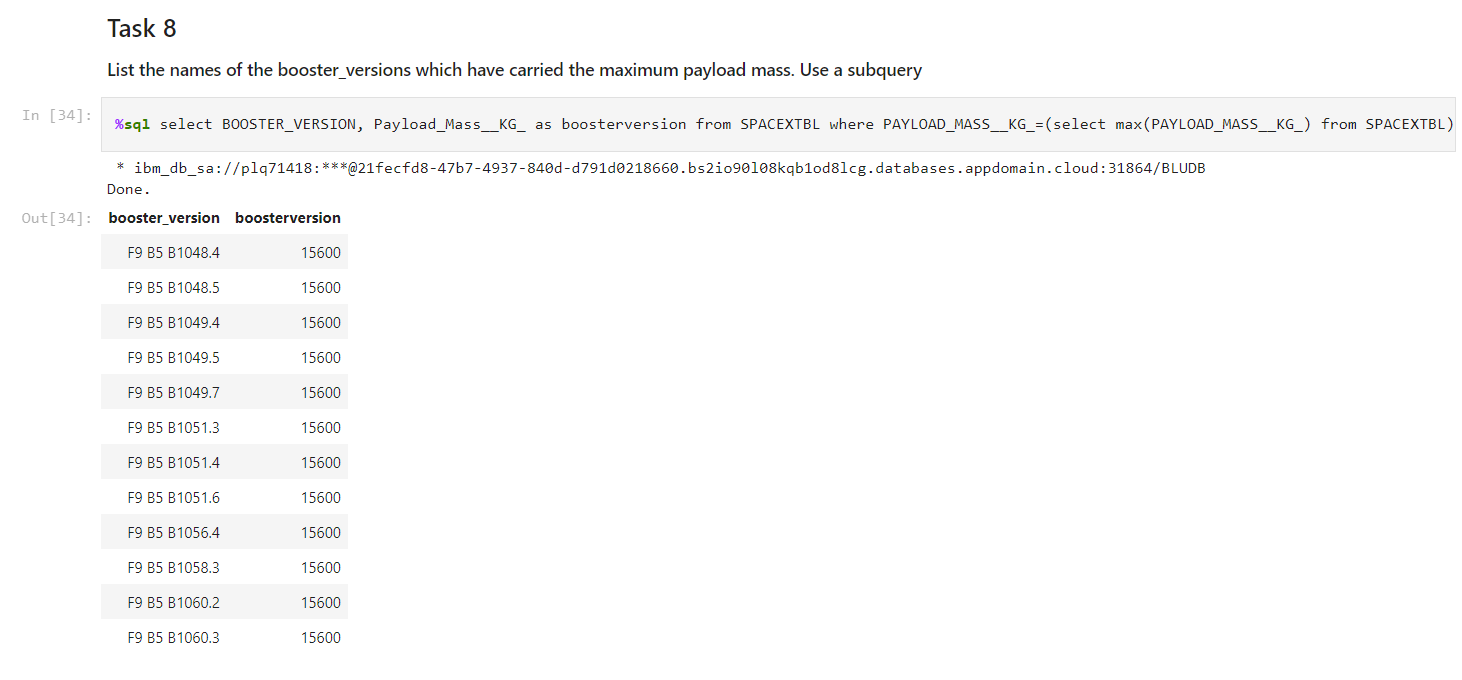 Task 8
List the names of the booster_versions which have carried the maximum payload mass. Use a subquery
In [34]: %sql select BOOSTER_VERSION, Payload_Mass__KG_ as boosterversion from SPACEXTBL where PAYLOAD_MASS__KG_=(select max(PAYLOAD_MASS__KG_) from SPACEXTBL)
* ibm_db_sa://plq71418:***@21fecfd8-47b7-4937-840d-d791d0218660.bs2io90l08kqb1od8lcg.databases.appdomain.cloud:31864/BLUDB
Done.
Out[34]: booster_version boosterversion
F9 B5 B1048.4 15600
F9 B5 B1048.5 15600
F9 B5 B1049.4 15600
F9 B5 B1049.5 15600
F9 B5 B1049.7 15600
F9 B5 B1051.3 15600
F9 B5 B1051.4 15600
F9 B5 B1051.6 15600
F9 B5 B1056.4 15600
F9 B5 B1058.3 15600
F9 B5 B1060.2 15600
F9 B5 B1060.3 15600